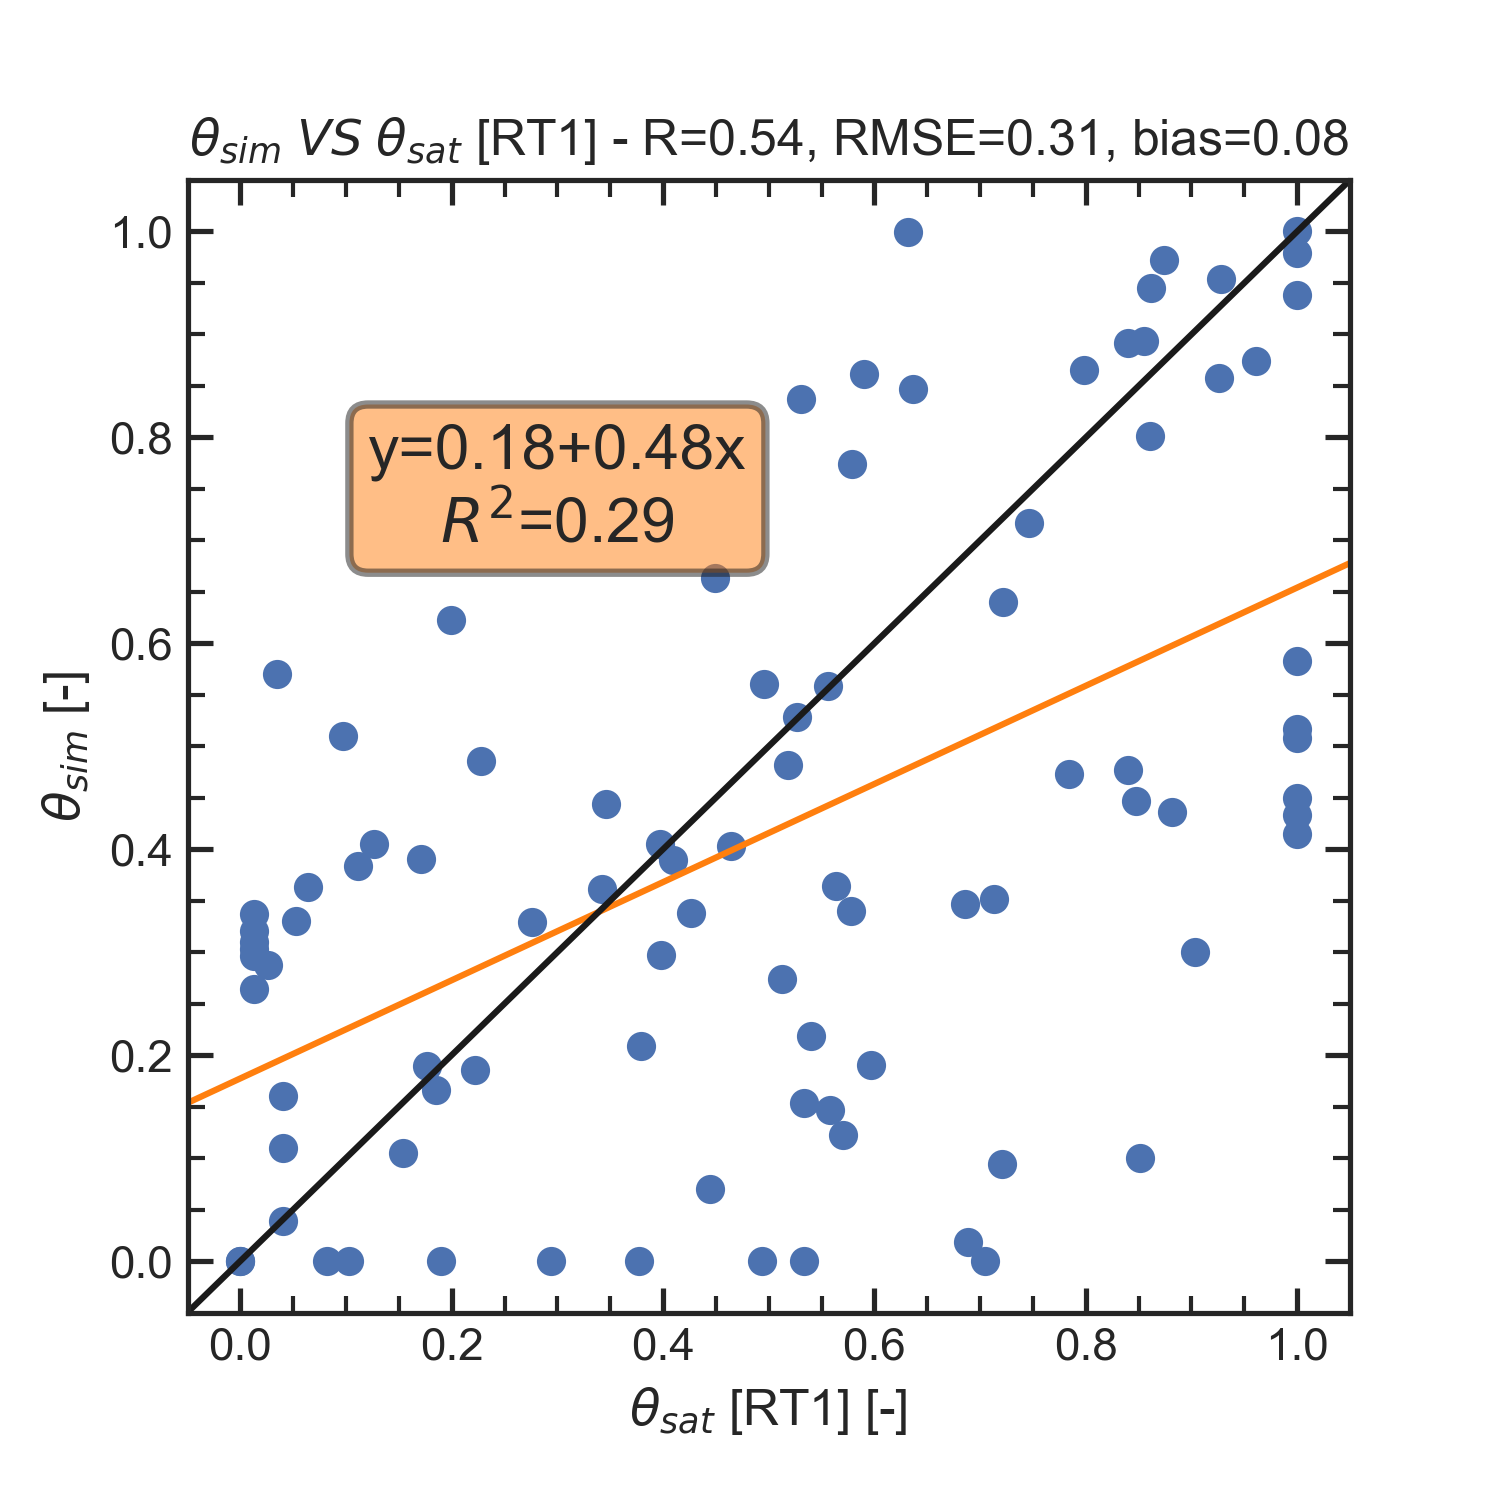 θsim VS θsat [RT1] - R=0.54, RMSE=0.31, bias=0.08
1.0
0.8
0.6
0.4
0.2
0.0
θsim [-]
y=0.18+0.48x
R²=0.29
0.0 0.2 0.4 0.6 0.8 1.0
θsat [RT1] [-]